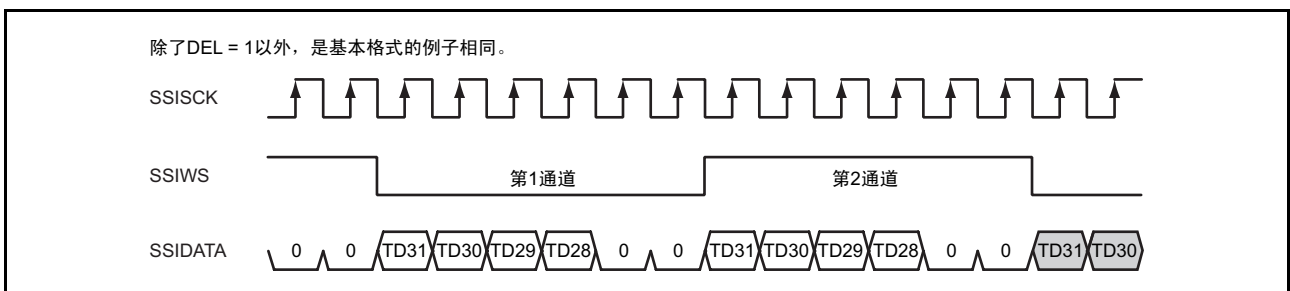 除了DEL = 1以外，是基本格式的例子相同。
SSISCK
SSIWS 第1通道 第2通道
SSIDATA 0 0 TD31 TD30 TD29 TD28 0 0 TD31 TD30 TD29 TD28 0 0 TD31 TD30